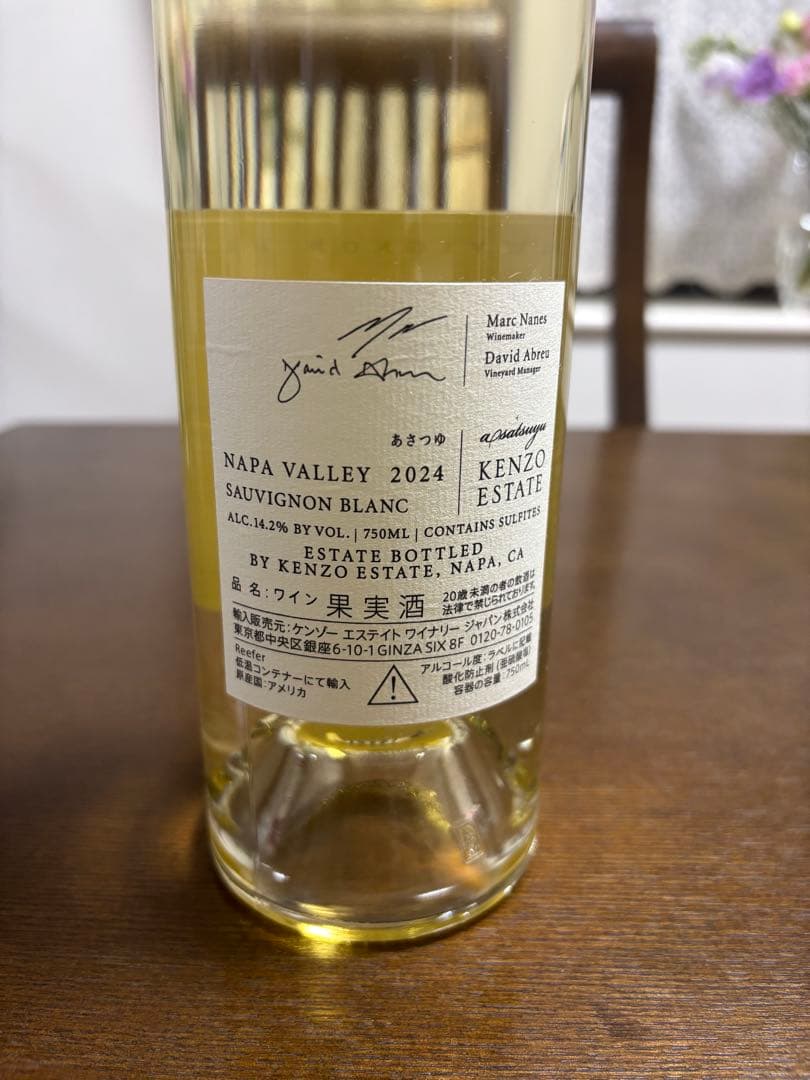 David Abreu
Marc Nanes
Winemaker
David Abreu
Vineyard Manager
あさつゆ
NAPA VALLEY 2024
SAUVIGNON BLANC
asatsuyu
KENZO
ESTATE
ALC.14.2% BY VOL. | 750ML | CONTAINS SULFITES
ESTATE BOTTLED
BY KENZO ESTATE, NAPA, CA
品名:ワイン 果実酒
20歳未満の者の飲酒は
法律で禁じられております。
輸入販売元:ケンゾー エステイト ワイナリー ジャパン株式会社
東京都中央区銀座6-10-1 GINZA SIX 8F 0120-78-0105
Reefer
低温コンテナーにて輸入
原産国:アメリカ
アルコール度:ラベルに記載
酸化防止剤(亜硫酸塩)
容器の容量:750mL